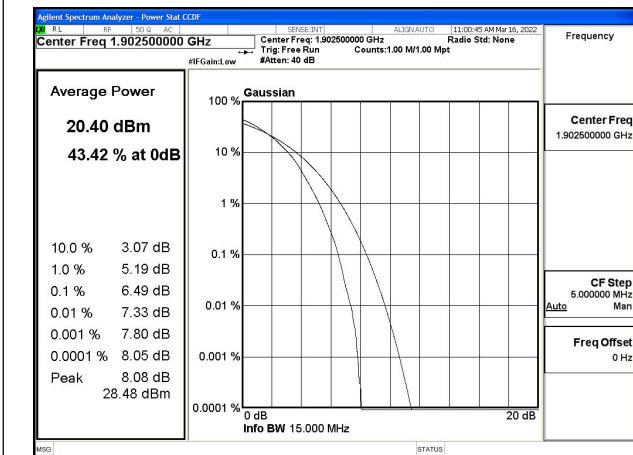 Agilent Spectrum Analyzer - Power Stat CCDF
RL RF 50 Ω AC SENSE:INT ALIGN AUTO 11:00:45 AM Mar 16, 2022
Center Freq 1.902500000 GHz
Center Freq: 1.902500000 GHz Radio Std: None
Trig: Free Run Counts:1.00 M/1.00 Mpt
#IFGain:Low #Atten: 40 dB
Frequency
Center Freq
1.902500000 GHz
CF Step
5.000000 MHz
Auto Man
Freq Offset
0 Hz
Average Power
20.40 dBm
43.42 % at 0dB
10.0 % 3.07 dB
1.0 % 5.19 dB
0.1 % 6.49 dB
0.01 % 7.33 dB
0.001 % 7.80 dB
0.0001 % 8.05 dB
Peak 8.08 dB
28.48 dBm
Gaussian
100 %
10 %
1 %
0.1 %
0.01 %
0.001 %
0.0001 %
0 dB 20 dB
Info BW 15.000 MHz
MSG STATUS